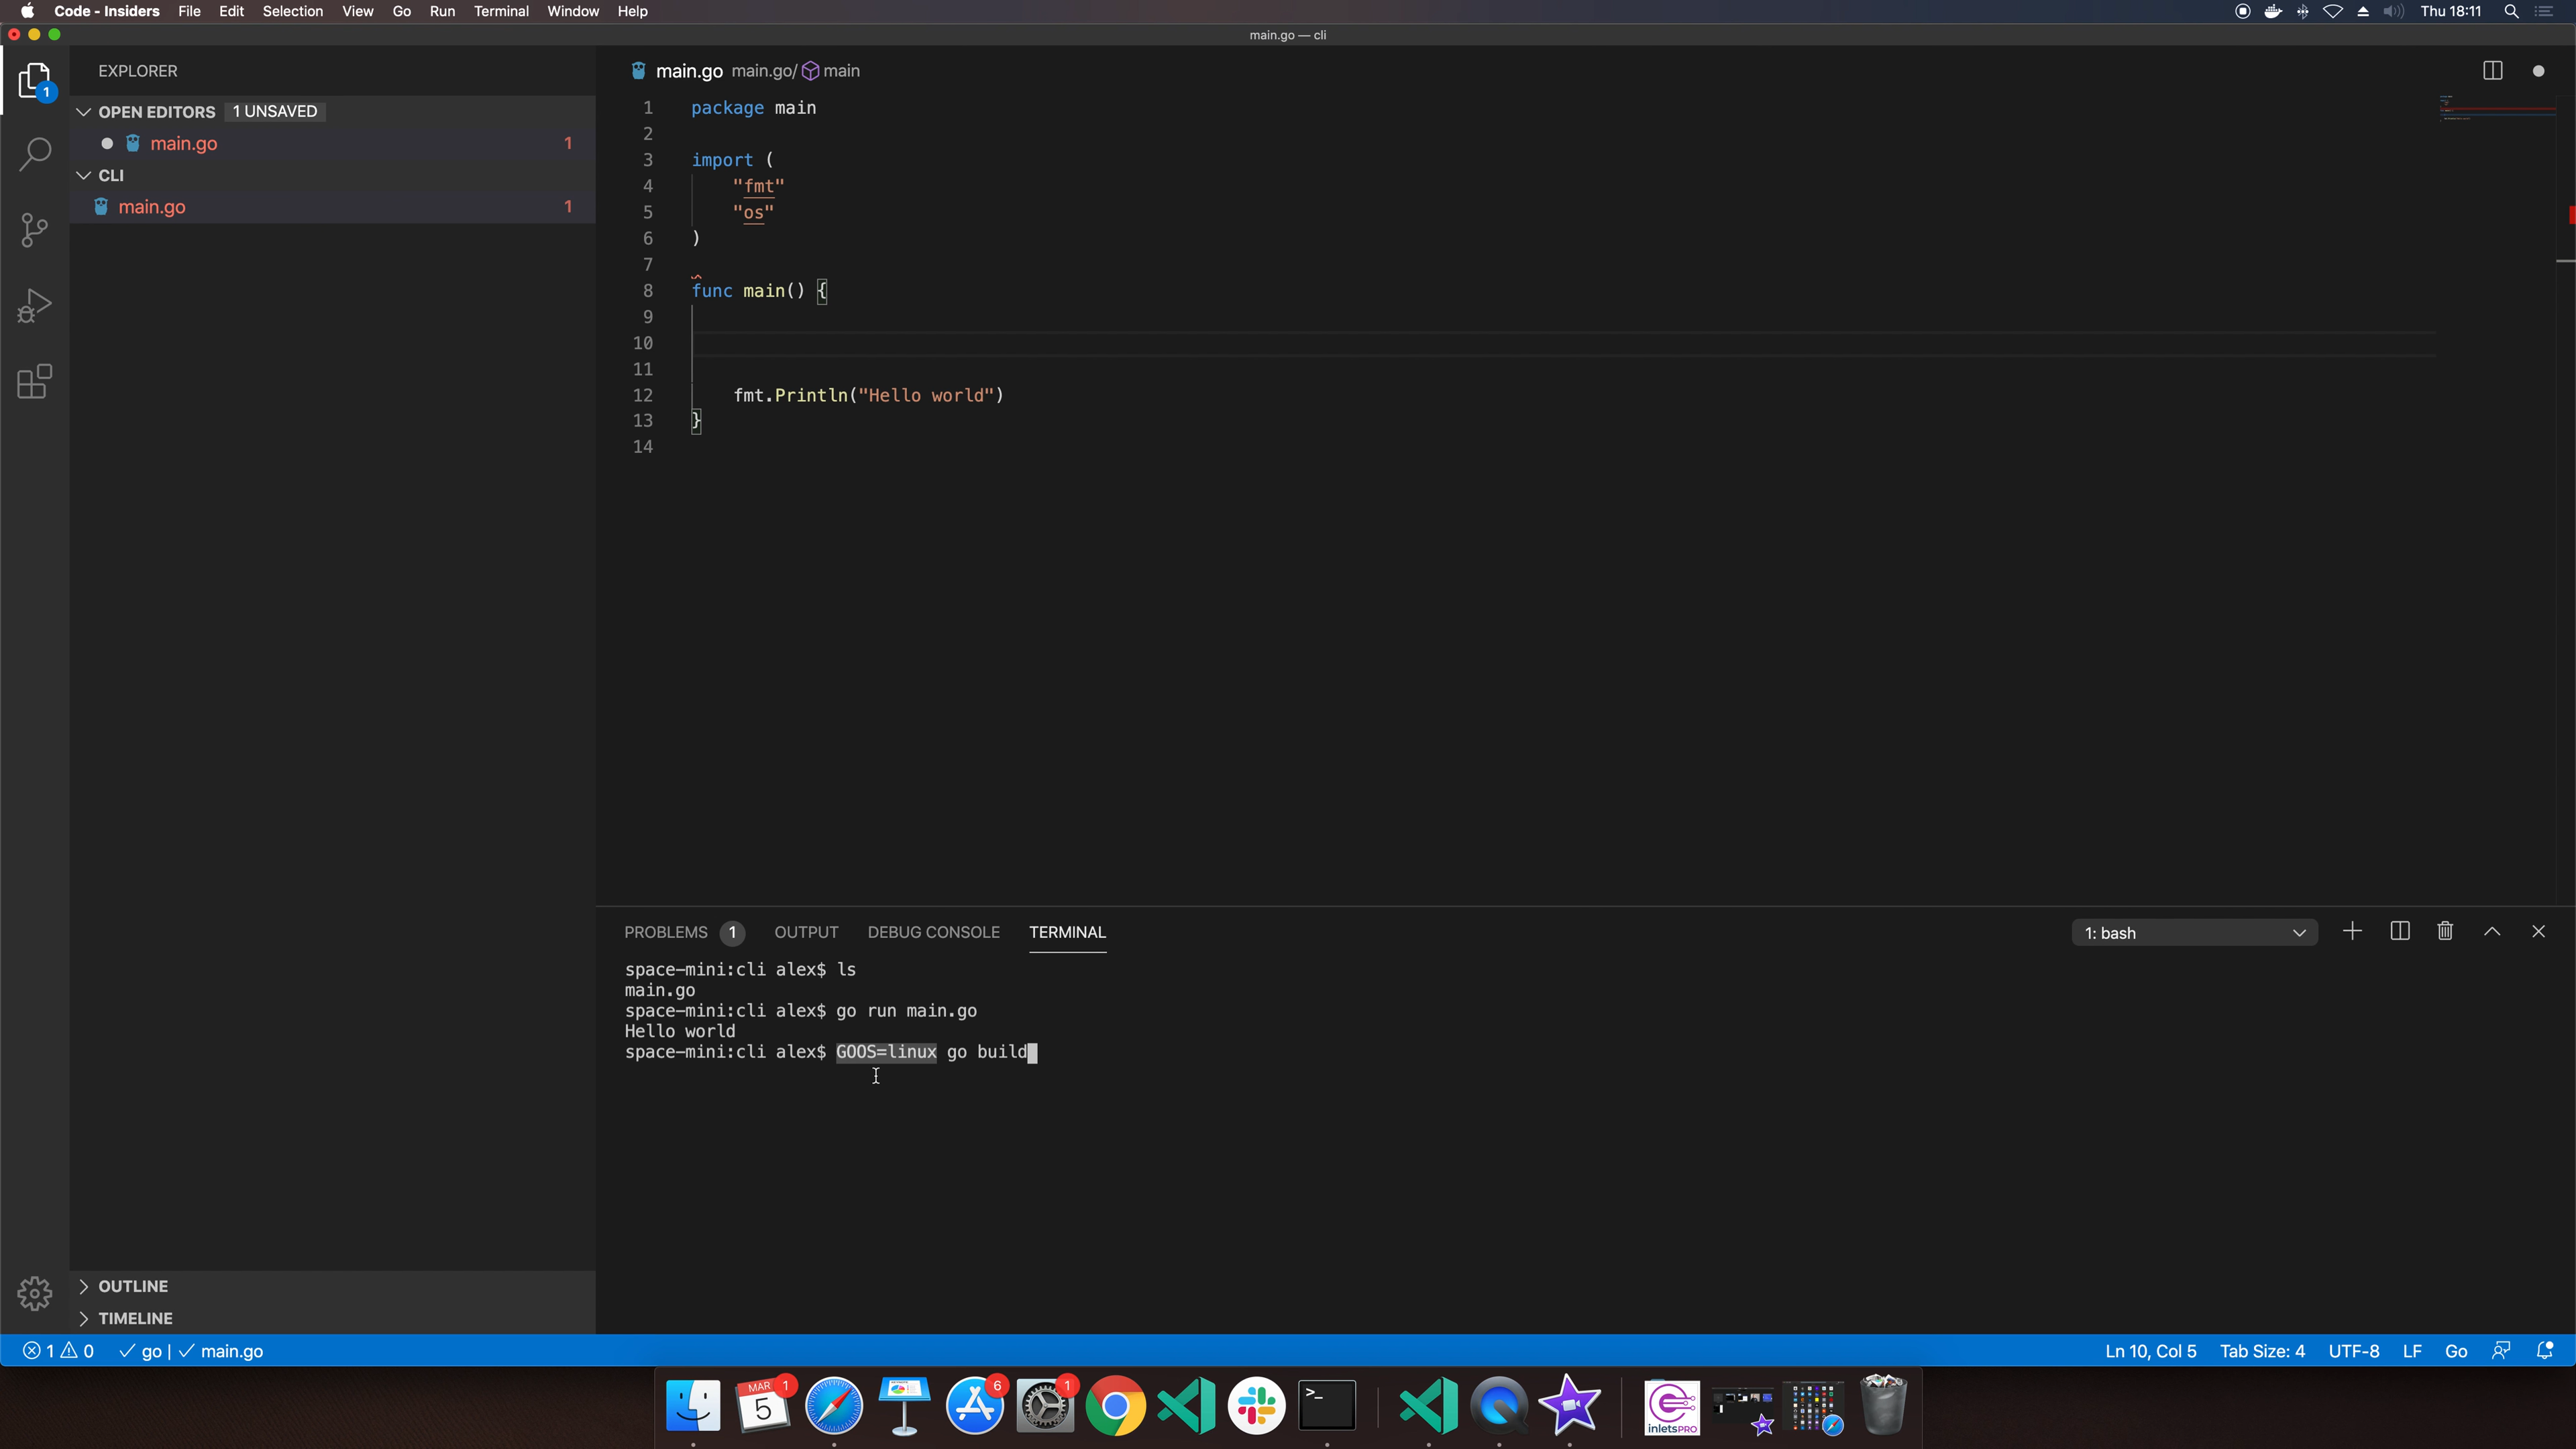 Code - Insiders File Edit Selection View Go Run Terminal Window Help Thu 18:11
main.go — cli
EXPLORER
OPEN EDITORS 1 UNSAVED
main.go 1
CLI
main.go 1
1
main.go main.go/ main
1 package main
2
3 import (
4 "fmt"
5 "os"
6 )
7
8 func main() {
9
10
11
12 fmt.Println("Hello world")
13 }
14
PROBLEMS 1 OUTPUT DEBUG CONSOLE TERMINAL 1: bash
space-mini:cli alex$ ls
main.go
space-mini:cli alex$ go run main.go
Hello world
space-mini:cli alex$ GOOS=linux go build
OUTLINE
TIMELINE
1 0 go | main.go Ln 10, Col 5 Tab Size: 4 UTF-8 LF Go
MAR 1 6 1
5
>_
inletsPRO